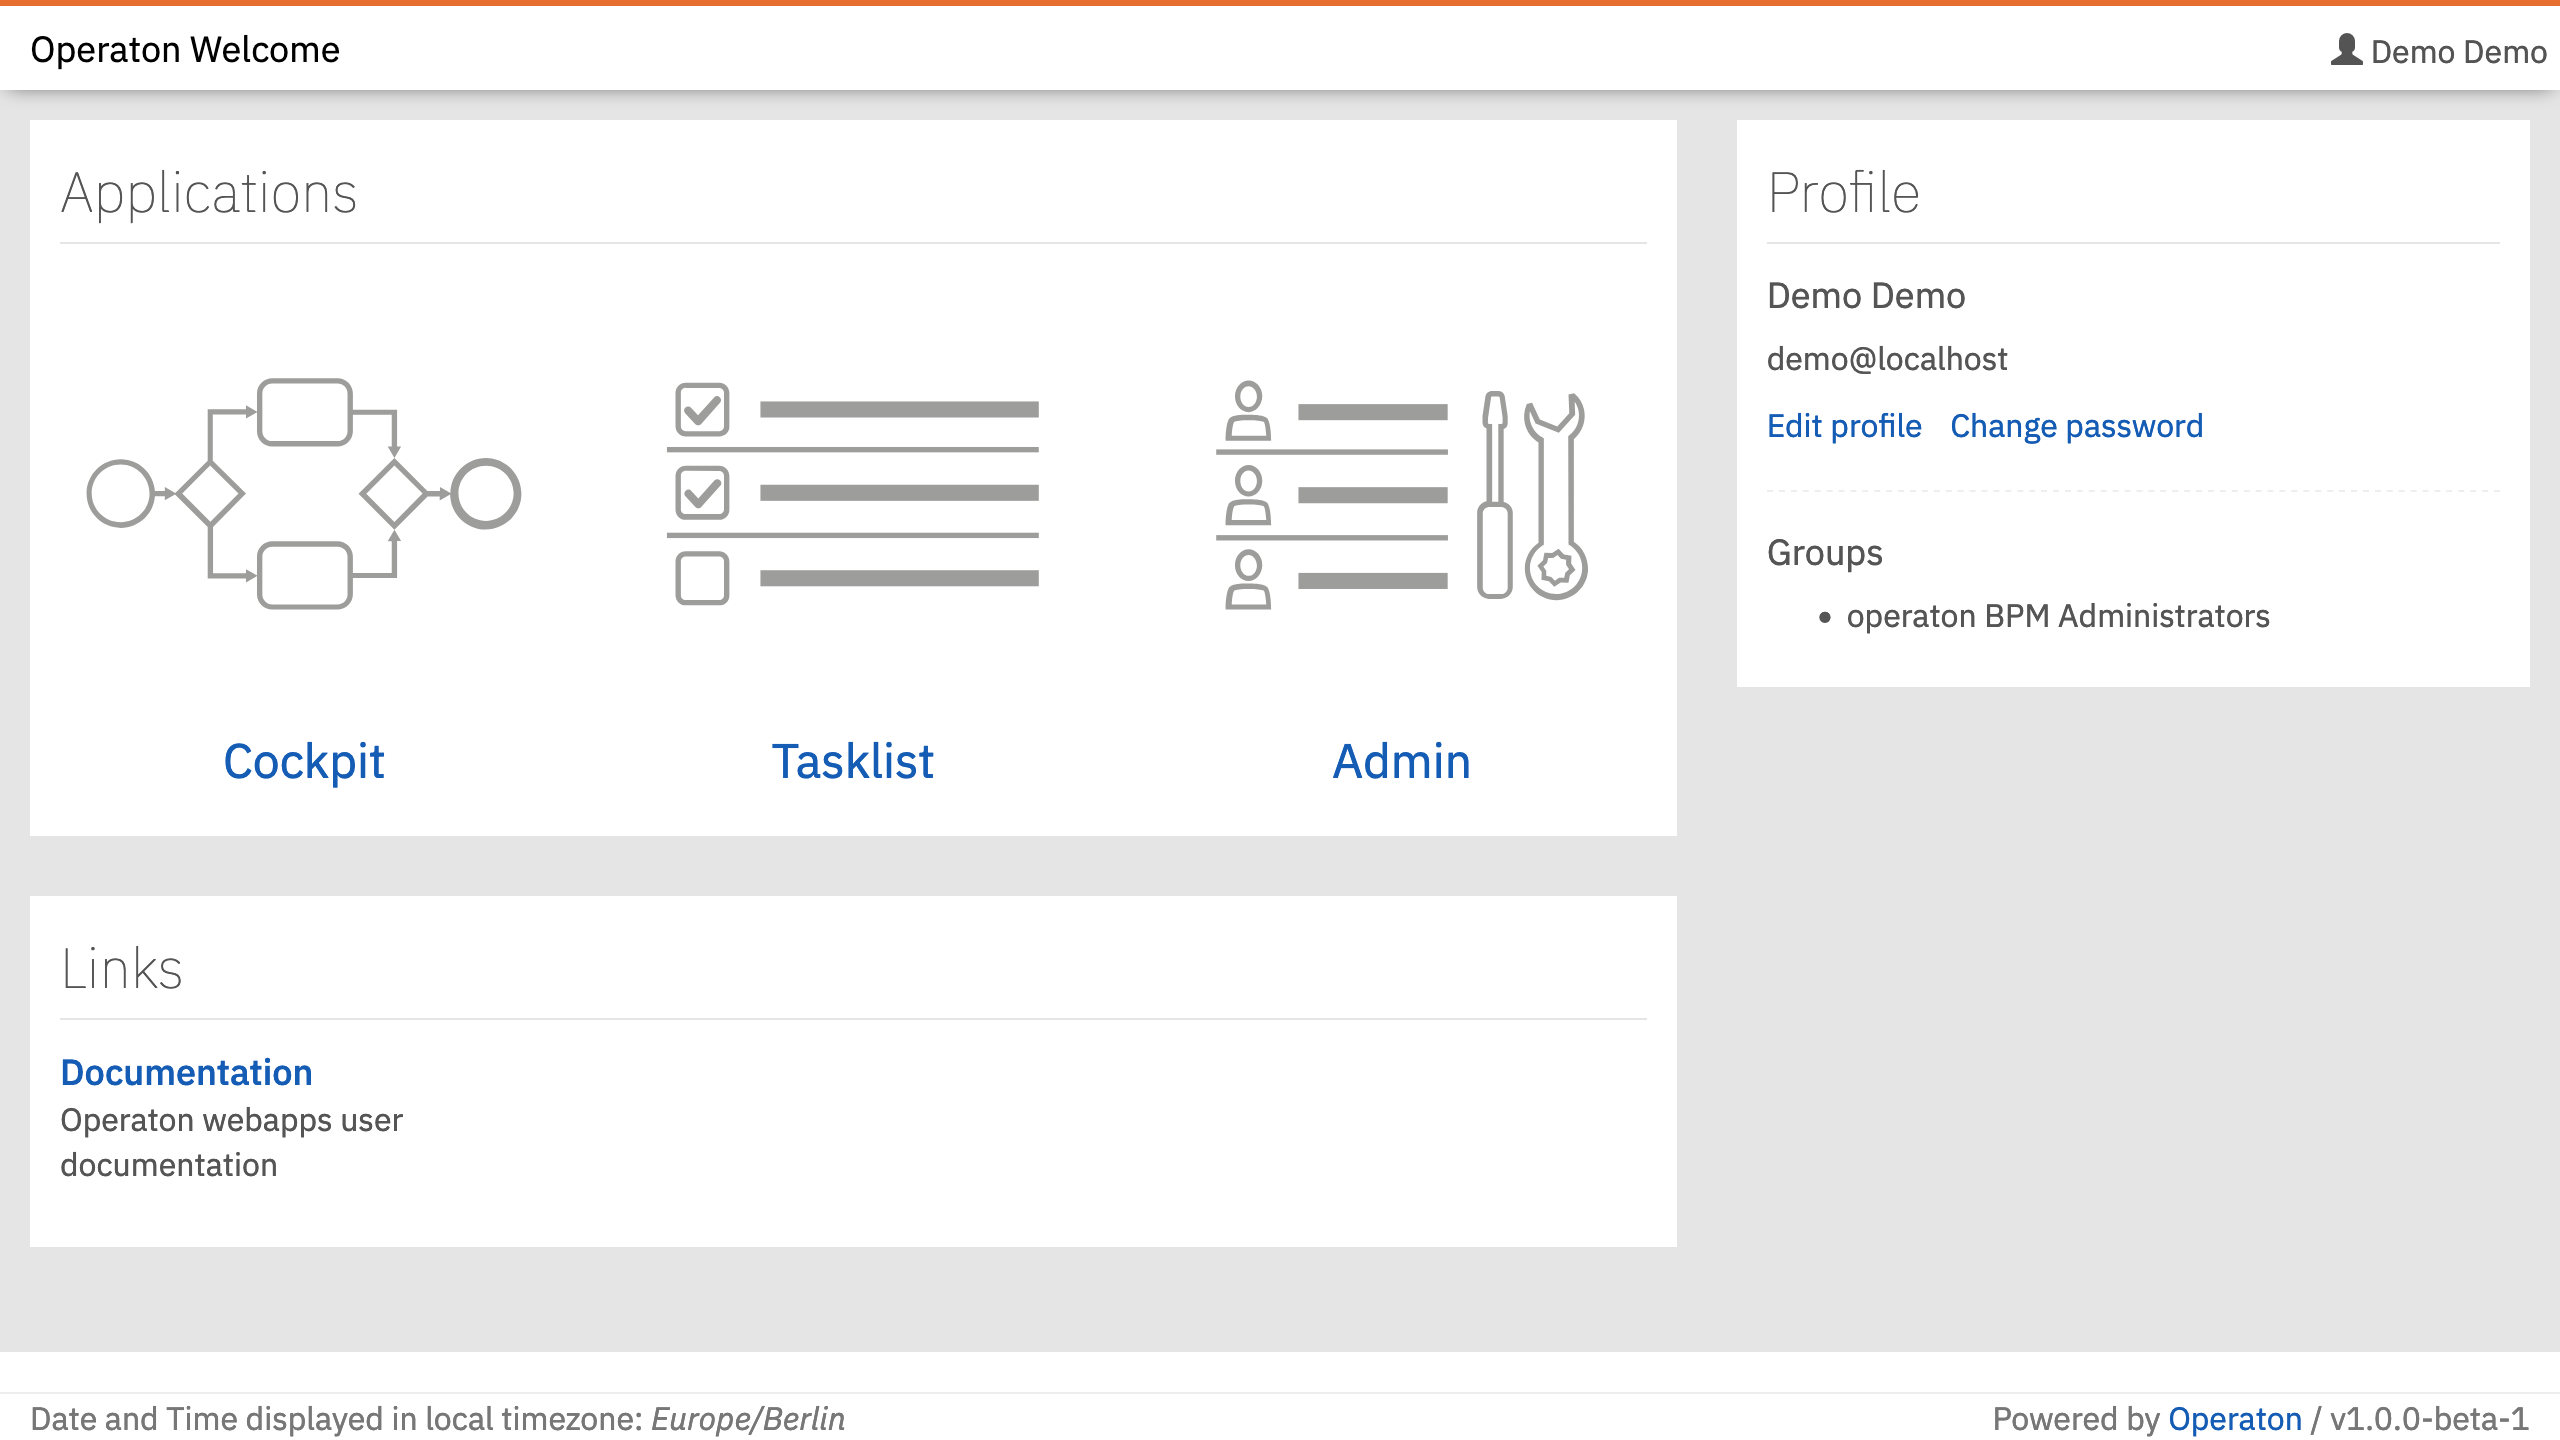 Operaton Welcome
Demo Demo
Applications
Cockpit
Tasklist
Admin
Links
Documentation
Operaton webapps user
documentation
Profile
Demo Demo
demo@localhost
Edit profile Change password
Groups
• operaton BPM Administrators
Date and Time displayed in local timezone: Europe/Berlin
Powered by Operaton / v1.0.0-beta-1